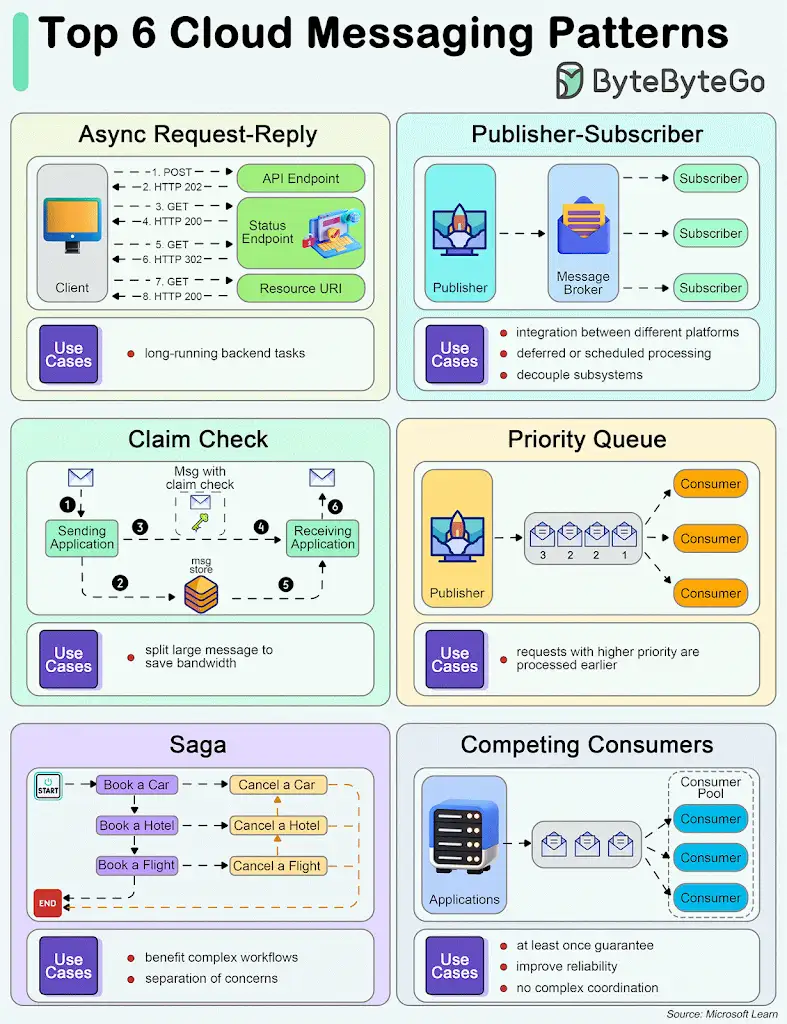 Top 6 Cloud Messaging Patterns
ByteByteGo
Async Request-Reply
Client
1. POST
2. HTTP 202
3. GET
4. HTTP 200
5. GET
6. HTTP 302
7. GET
8. HTTP 200
API Endpoint
Status
Endpoint
Resource URI
Use
Cases
long-running backend tasks
Publisher-Subscriber
Publisher
Message
Broker
Subscriber
Subscriber
Subscriber
Use
Cases
integration between different platforms
deferred or scheduled processing
decouple subsystems
Claim Check
Msg with
claim check
1
6
Sending
Application
3
4
Receiving
Application
msg
store
2
5
Use
Cases
split large message to
save bandwidth
Priority Queue
Publisher
3 2 2 1
Consumer
Consumer
Consumer
Use
Cases
requests with higher priority are
processed earlier
Saga
START
Book a Car
Cancel a Car
Book a Hotel
Cancel a Hotel
Book a Flight
Cancel a Flight
END
Use
Cases
benefit complex workflows
separation of concerns
Competing Consumers
Applications
Consumer
Pool
Consumer
Consumer
Consumer
Use
Cases
at least once guarantee
improve reliability
no complex coordination
Source: Microsoft Learn